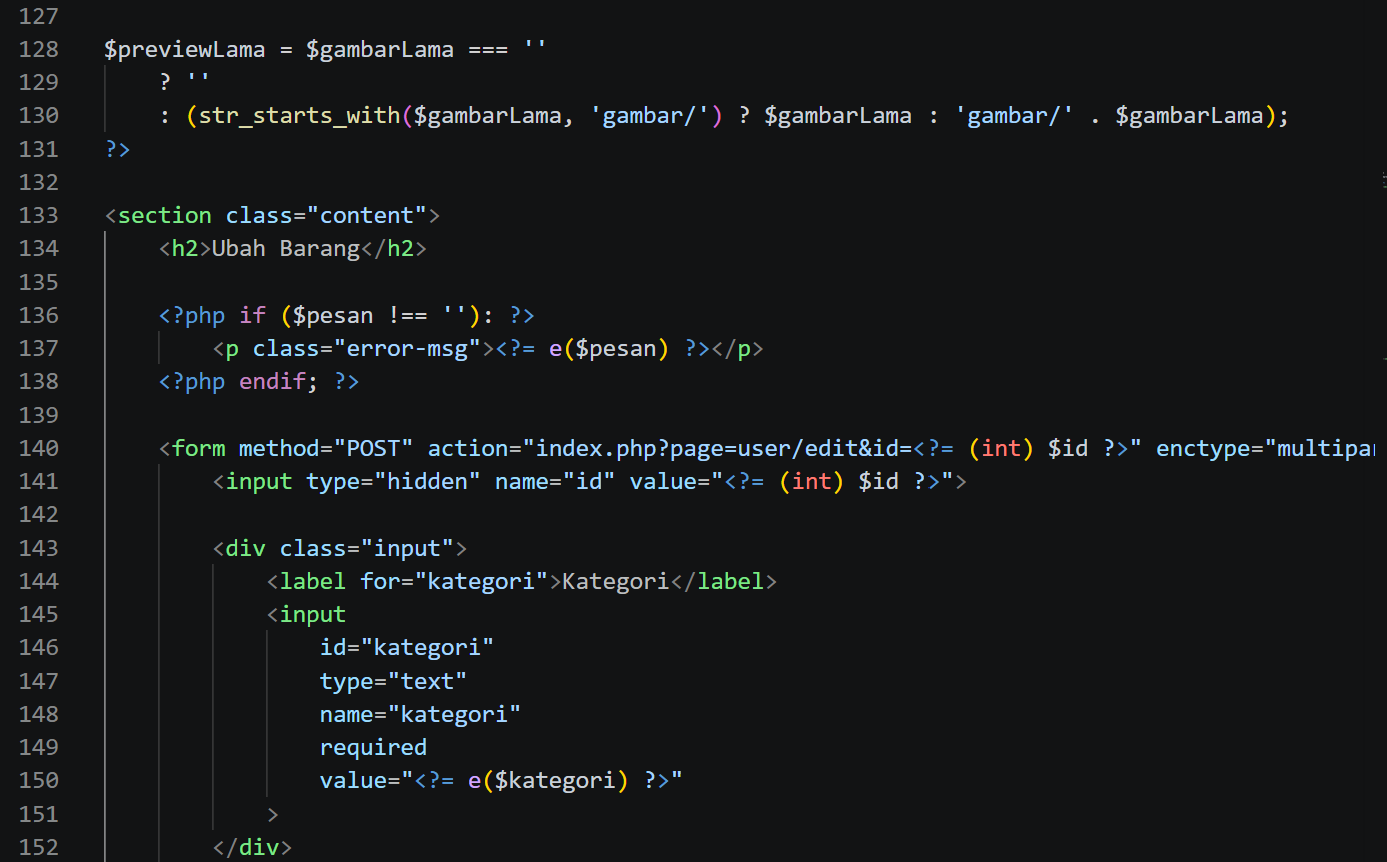 127
128 $previewLama = $gambarLama === ''
129     ? ''
130     : (str_starts_with($gambarLama, 'gambar/') ? $gambarLama : 'gambar/' . $gambarLama);
131 ?>
132
133 <section class="content">
134     <h2>Ubah Barang</h2>
135
136     <?php if ($pesan !== ''): ?>
137         <p class="error-msg"><?= e($pesan) ?></p>
138     <?php endif; ?>
139
140     <form method="POST" action="index.php?page=user/edit&id=<?= (int) $id ?>" enctype="multipar
141         <input type="hidden" name="id" value="<?= (int) $id ?>">
142
143         <div class="input">
144             <label for="kategori">Kategori</label>
145             <input
146                 id="kategori"
147                 type="text"
148                 name="kategori"
149                 required
150                 value="<?= e($kategori) ?>"
151             >
152         </div>